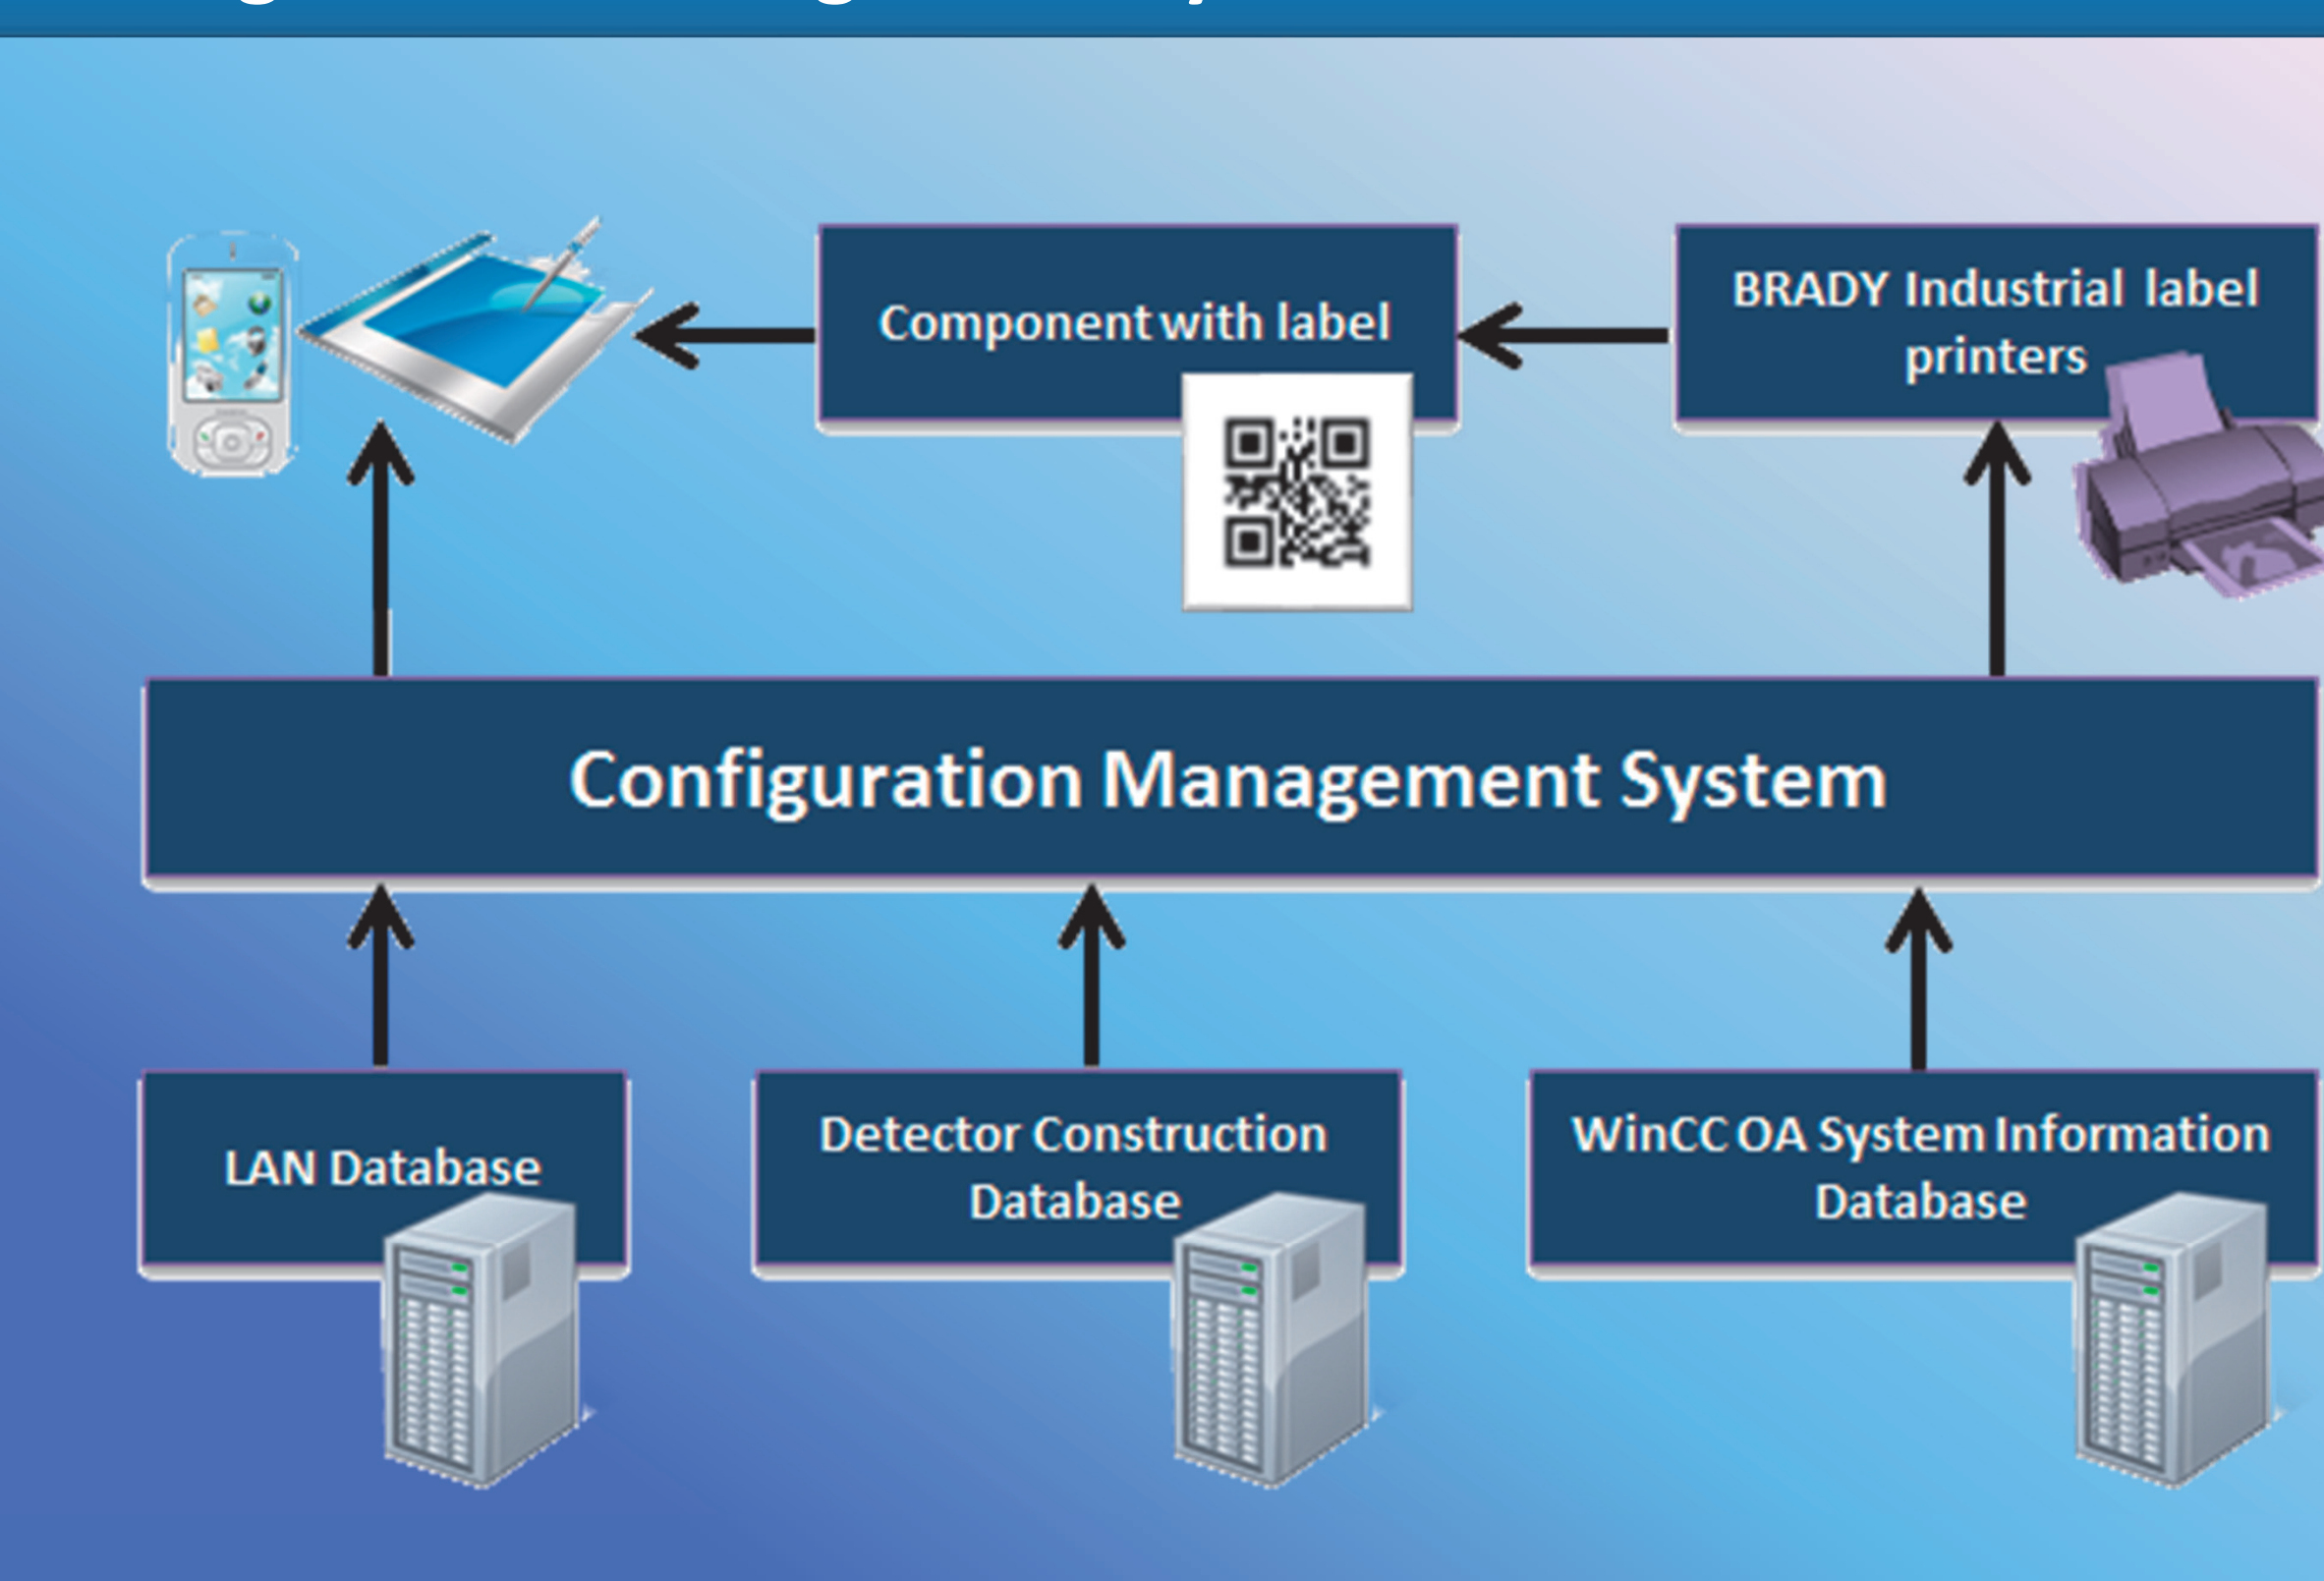 Component with label
BRADY Industrial label
printers
Configuration Management System
LAN Database
Detector Construction
Database
WinCC OA System Information
Database